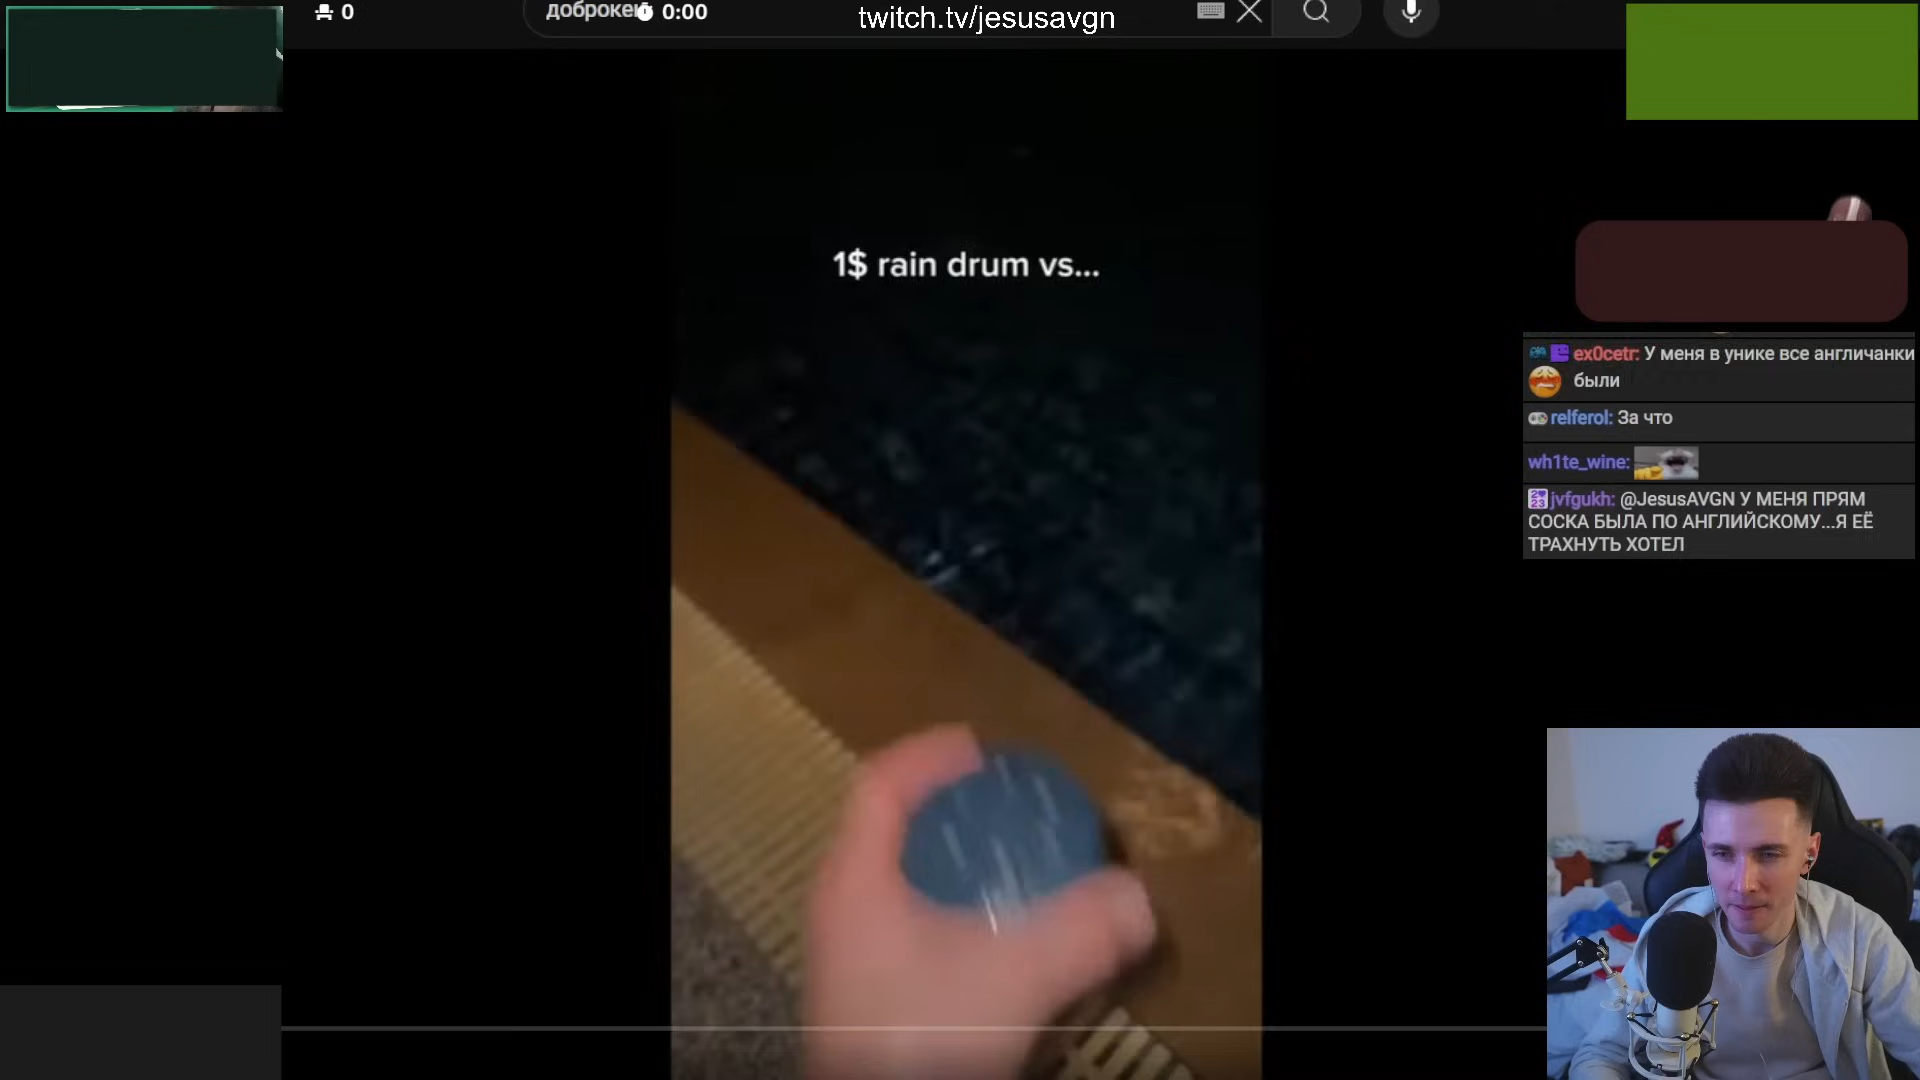 0
доброкен
0:00
twitch.tv/jesusavgn
1$ rain drum vs...
ex0cetr: У меня в унике все англичанки
были
relferol: За что
wh1te_wine:
jvfgukh: @JesusAVGN У МЕНЯ ПРЯМ
СОСКА БЫЛА ПО АНГЛИЙСКОМУ...Я ЕЁ
ТРАХНУТЬ ХОТЕЛ